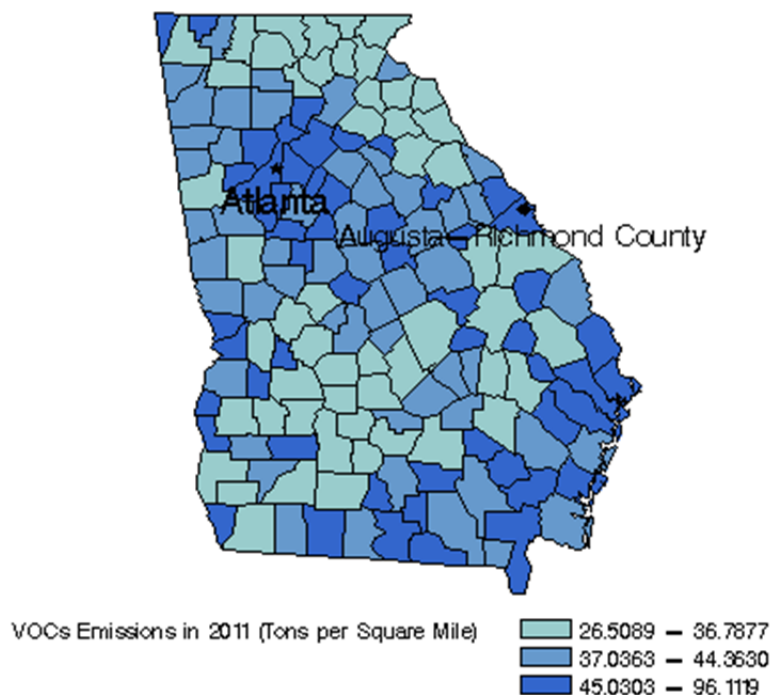 Atlanta
Augusta-Richmond County
VOCs Emissions in 2011 (Tons per Square Mile)
26.5089 – 36.7877
37.0363 – 44.3630
45.0303 – 96.1119